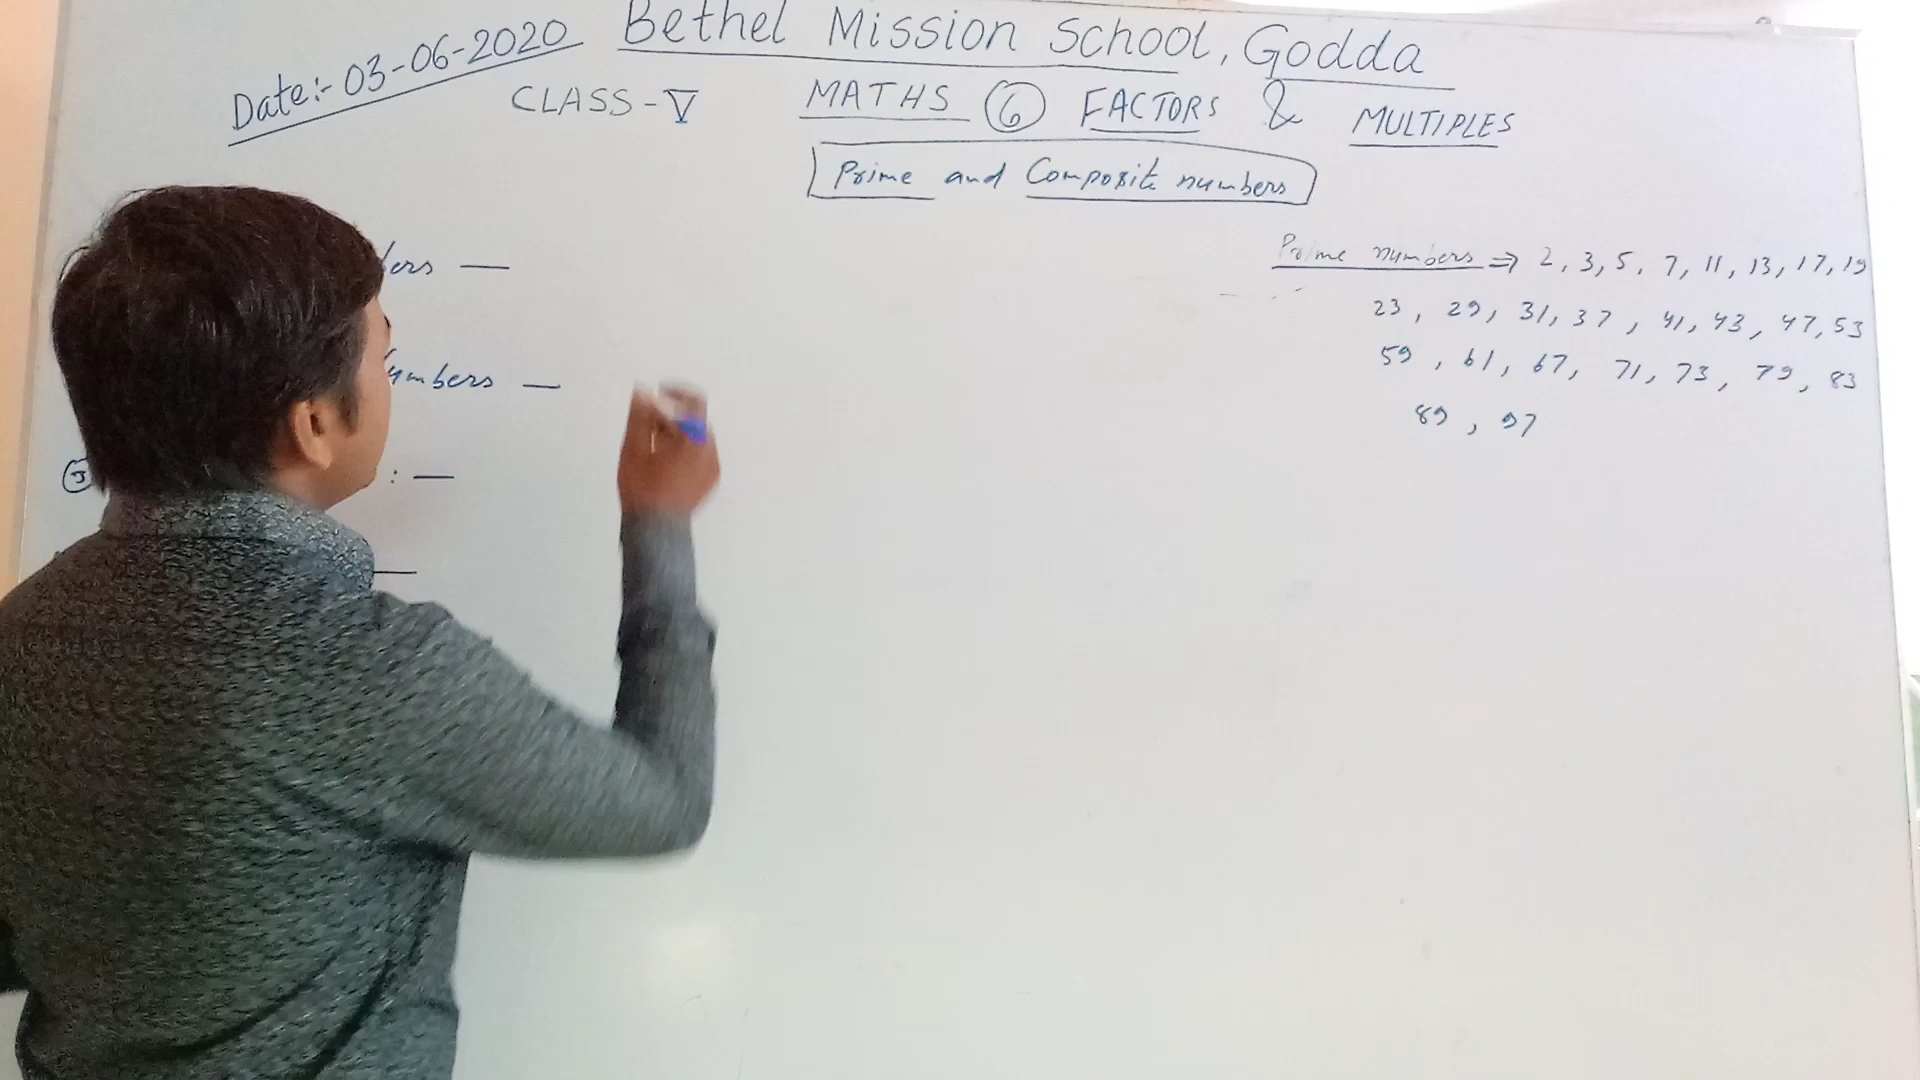 Date:- 03-06-2020 Bethel Mission School, Godda
CLASS-V MATHS 6 FACTORS & MULTIPLES
Prime and Composite numbers
Prime numbers ⇒ 2, 3, 5, 7, 11, 13, 17, 19
23, 29, 31, 37, 41, 43, 47, 53
59, 61, 67, 71, 73, 79, 83
89, 97
—
—
3 : —
—